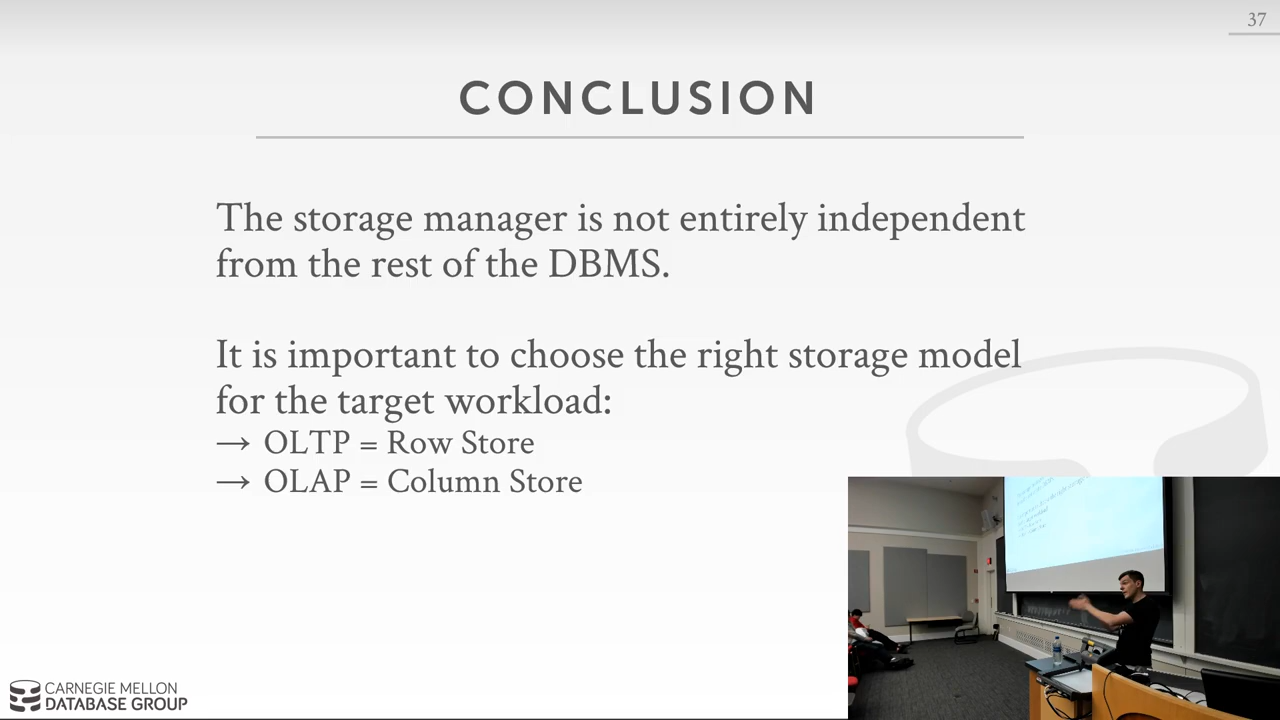 37
CONCLUSION
The storage manager is not entirely independent
from the rest of the DBMS.
It is important to choose the right storage model
for the target workload:
→ OLTP = Row Store
→ OLAP = Column Store
CARNEGIE MELLON
DATABASE GROUP